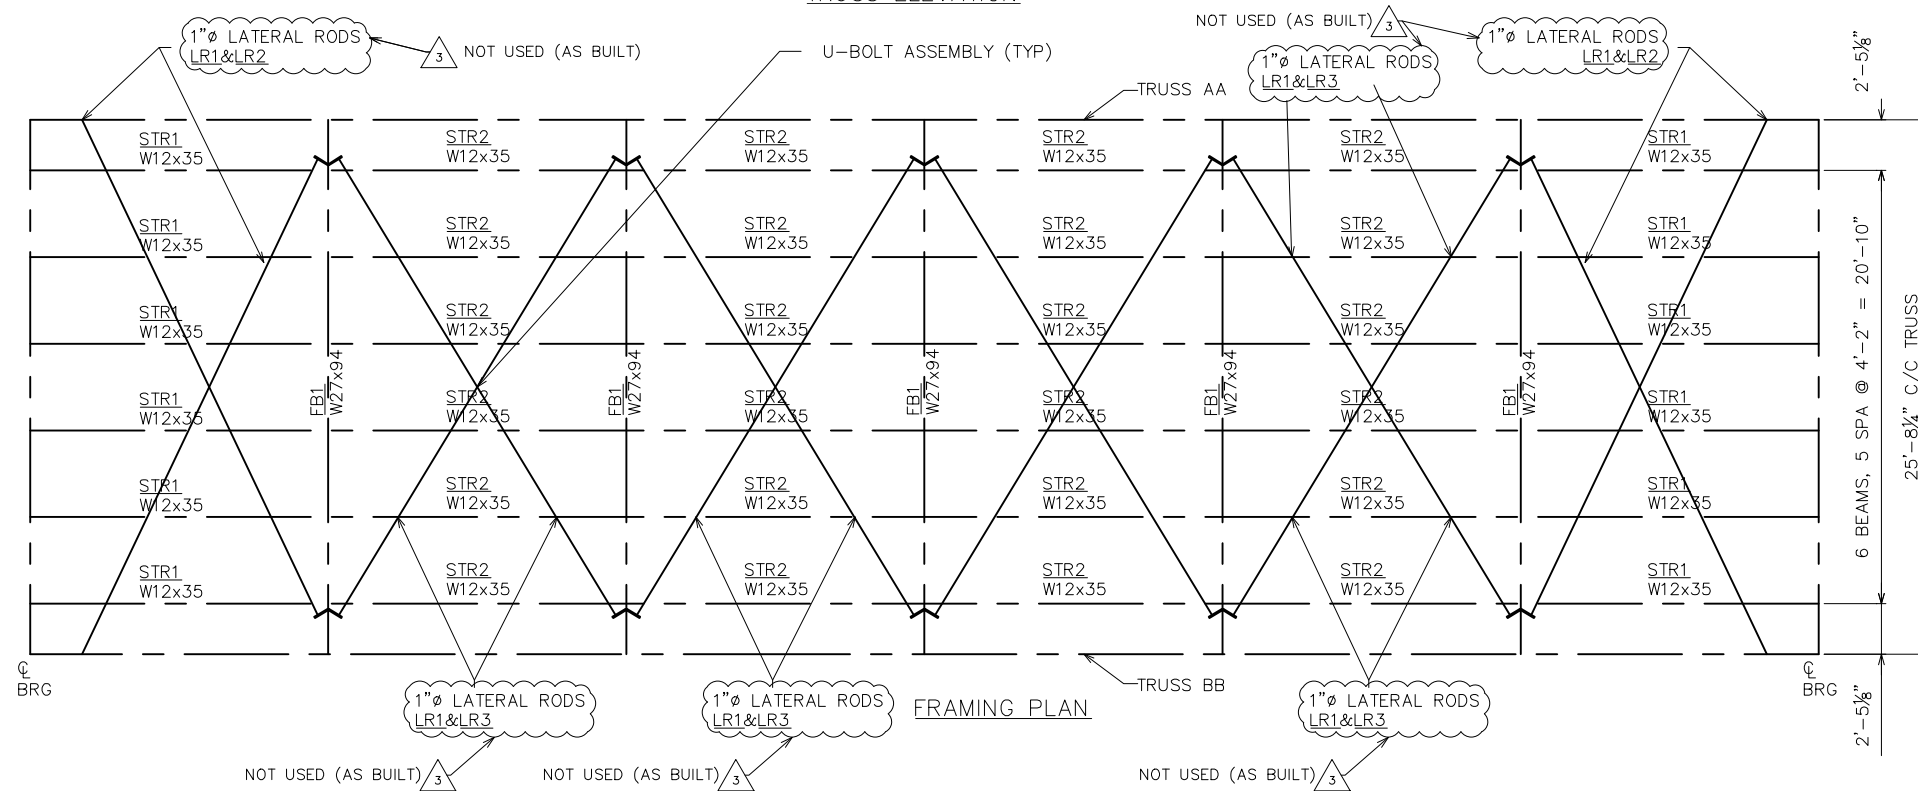 TRUSS ELEVATION
1"ø LATERAL RODS
LR1&LR2
3
NOT USED (AS BUILT)
U-BOLT ASSEMBLY (TYP)
NOT USED (AS BUILT)
3
1"ø LATERAL RODS
LR1&LR3
1"ø LATERAL RODS
LR1&LR2
2'-5⅛"
TRUSS AA
STR1
W12x35
STR2
W12x35
STR2
W12x35
STR2
W12x35
STR2
W12x35
STR1
W12x35
STR1
W12x35
STR2
W12x35
STR2
W12x35
STR2
W12x35
STR2
W12x35
STR1
W12x35
STR1
W12x35
STR2
W12x35
STR2
W12x35
STR2
W12x35
STR2
W12x35
STR1
W12x35
FB1
W27x94
FB1
W27x94
FB1
W27x94
FB1
W27x94
FB1
W27x94
STR1
W12x35
STR2
W12x35
STR2
W12x35
STR2
W12x35
STR2
W12x35
STR1
W12x35
STR1
W12x35
STR2
W12x35
STR2
W12x35
STR2
W12x35
STR2
W12x35
STR1
W12x35
STR1
W12x35
STR2
W12x35
STR2
W12x35
STR2
W12x35
STR2
W12x35
STR1
W12x35
6 BEAMS, 5 SPA @ 4'-2" = 20'-10"
25'-8¼" C/C TRUSS
℄
BRG
℄
BRG
TRUSS BB
2'-5⅛"
1"ø LATERAL RODS
LR1&LR3
1"ø LATERAL RODS
LR1&LR3
FRAMING PLAN
1"ø LATERAL RODS
LR1&LR3
NOT USED (AS BUILT)
3
NOT USED (AS BUILT)
3
NOT USED (AS BUILT)
3